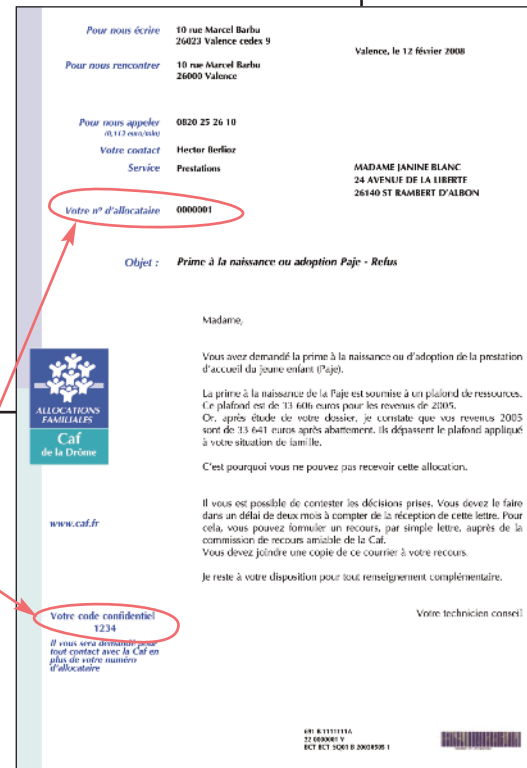 Pour nous écrire 10 rue Marcel Barbu
26023 Valence cedex 9
Valence, le 12 février 2008
Pour nous rencontrer 10 rue Marcel Barbu
26000 Valence
Pour nous appeler 0820 25 26 10
(0,112 euro/min)
Votre contact Hector Berlioz
Service Prestations
MADAME JANINE BLANC
24 AVENUE DE LA LIBERTE
26140 ST RAMBERT D'ALBON
Votre n° d'allocataire 0000001
Objet : Prime à la naissance ou adoption Paje - Refus
Madame,
Vous avez demandé la prime à la naissance ou d'adoption de la prestation
d'accueil du jeune enfant (Paje).
La prime à la naissance de la Paje est soumise à un plafond de ressources.
Ce plafond est de 33 606 euros pour les revenus de 2005.
Or, après étude de votre dossier, je constate que vos revenus 2005
sont de 33 641 euros après abattement. Ils dépassent le plafond appliqué
à votre situation de famille.
C'est pourquoi vous ne pouvez pas recevoir cette allocation.
ALLOCATIONS
FAMILIALES
Caf
de la Drôme
Il vous est possible de contester les décisions prises. Vous devez le faire
dans un délai de deux mois à compter de la réception de cette lettre. Pour
cela, vous pouvez formuler un recours, par simple lettre, auprès de la
commission de recours amiable de la Caf.
Vous devez joindre une copie de ce courrier à votre recours.
www.caf.fr
Je reste à votre disposition pour tout renseignement complémentaire.
Votre technicien conseil
Votre code confidentiel
1234
Il vous sera demandé pour
tout contact avec la Caf en
plus de votre numéro
d'allocataire
22 0000001 V